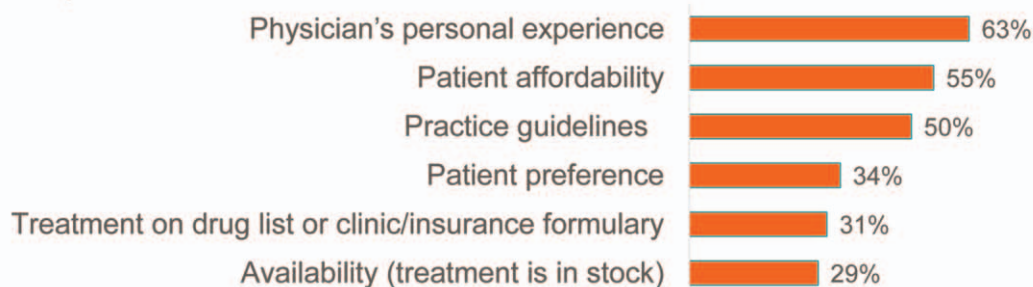 Physician's personal experience 63%
Patient affordability 55%
Practice guidelines 50%
Patient preference 34%
Treatment on drug list or clinic/insurance formulary 31%
Availability (treatment is in stock) 29%